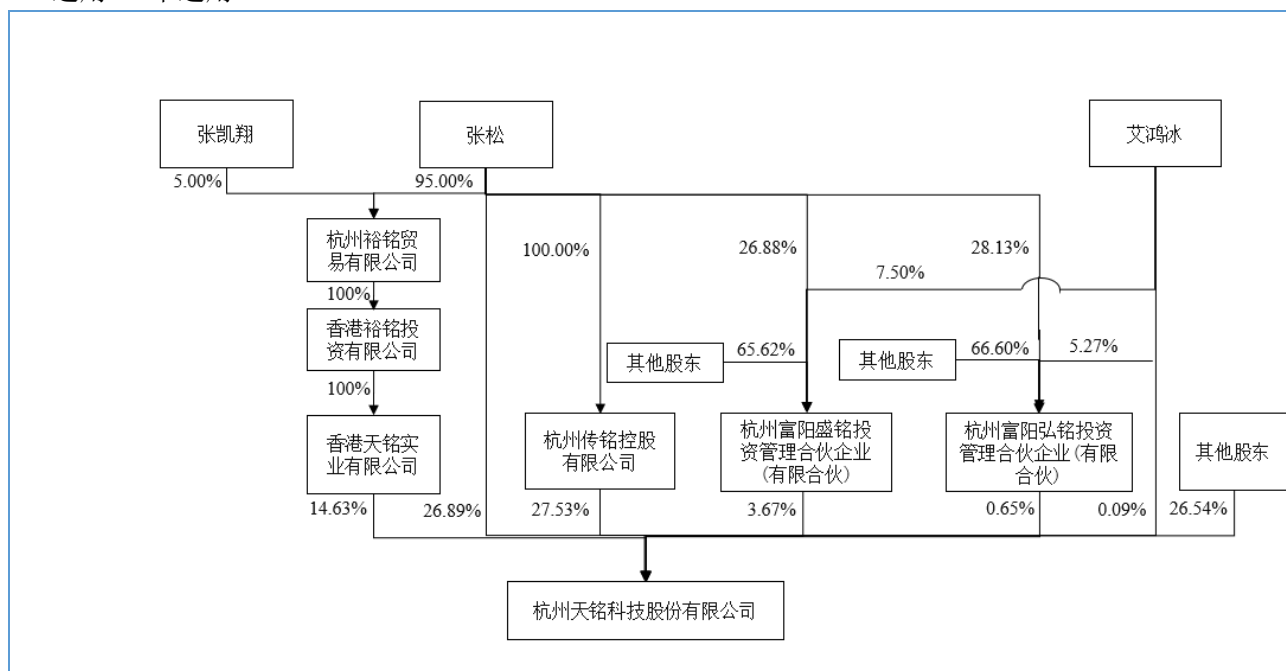 张凯翔
张松
艾鸿冰
5.00%
95.00%
杭州裕铭贸
易有限公司
100.00%
26.88%
28.13%
7.50%
100%
香港裕铭投
资有限公司
其他股东
65.62%
其他股东
66.60%
5.27%
100%
香港天铭实
业有限公司
杭州传铭控股
有限公司
杭州富阳盛铭投
资管理合伙企业
(有限合伙)
杭州富阳弘铭投资
管理合伙企业(有限
合伙)
其他股东
14.63%
26.89%
27.53%
3.67%
0.65%
0.09%
26.54%
杭州天铭科技股份有限公司